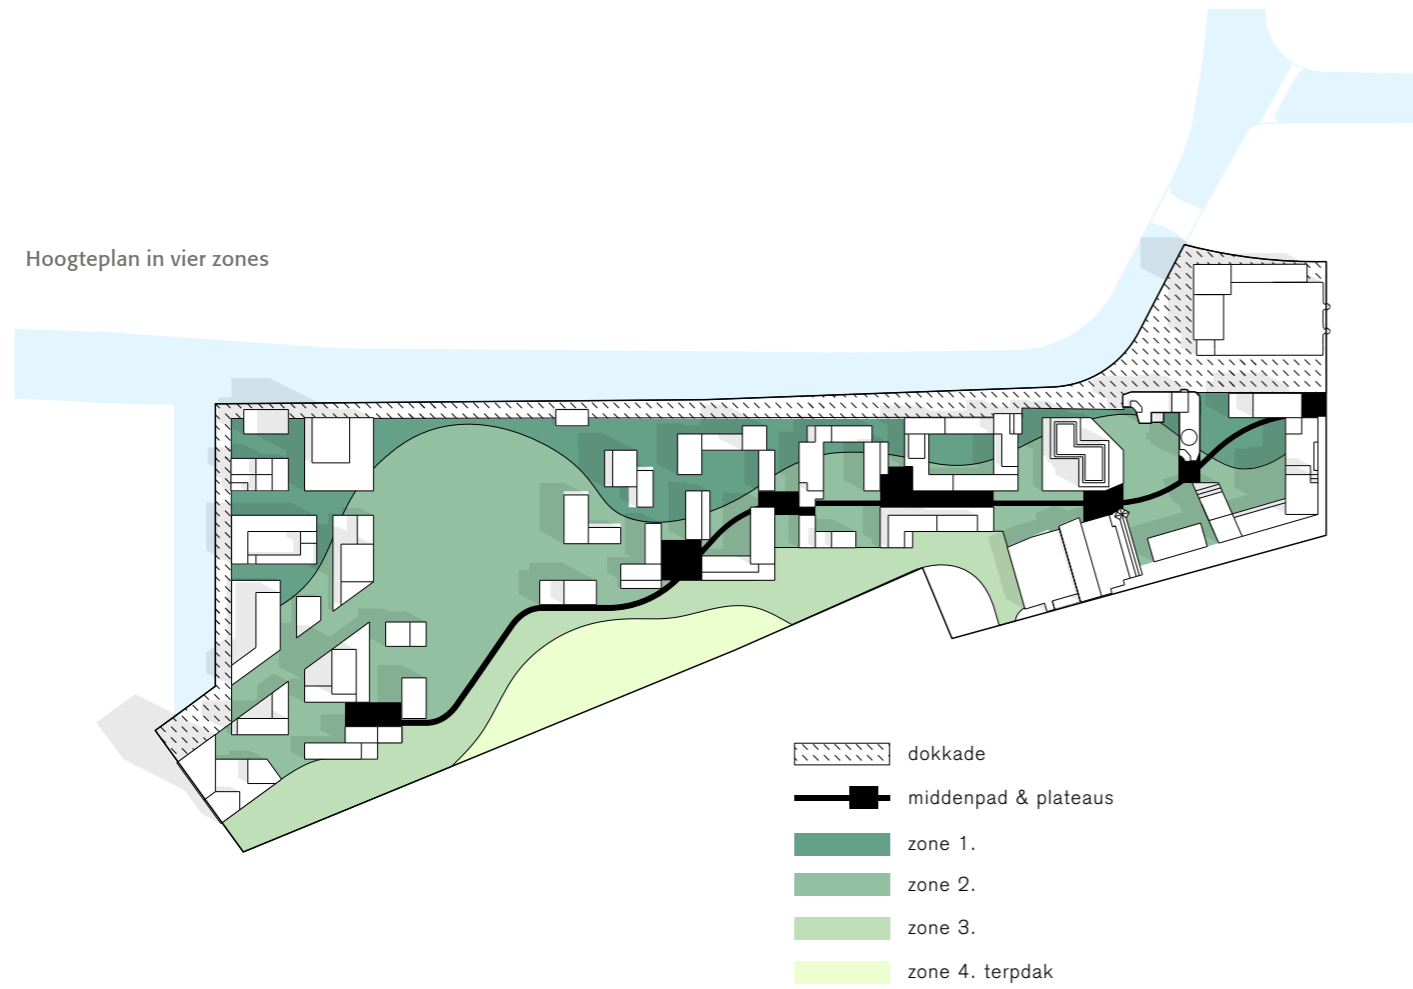 Hoogteplan in vier zones
dokkade
middenpad & plateaus
zone 1.
zone 2.
zone 3.
zone 4. terpdak